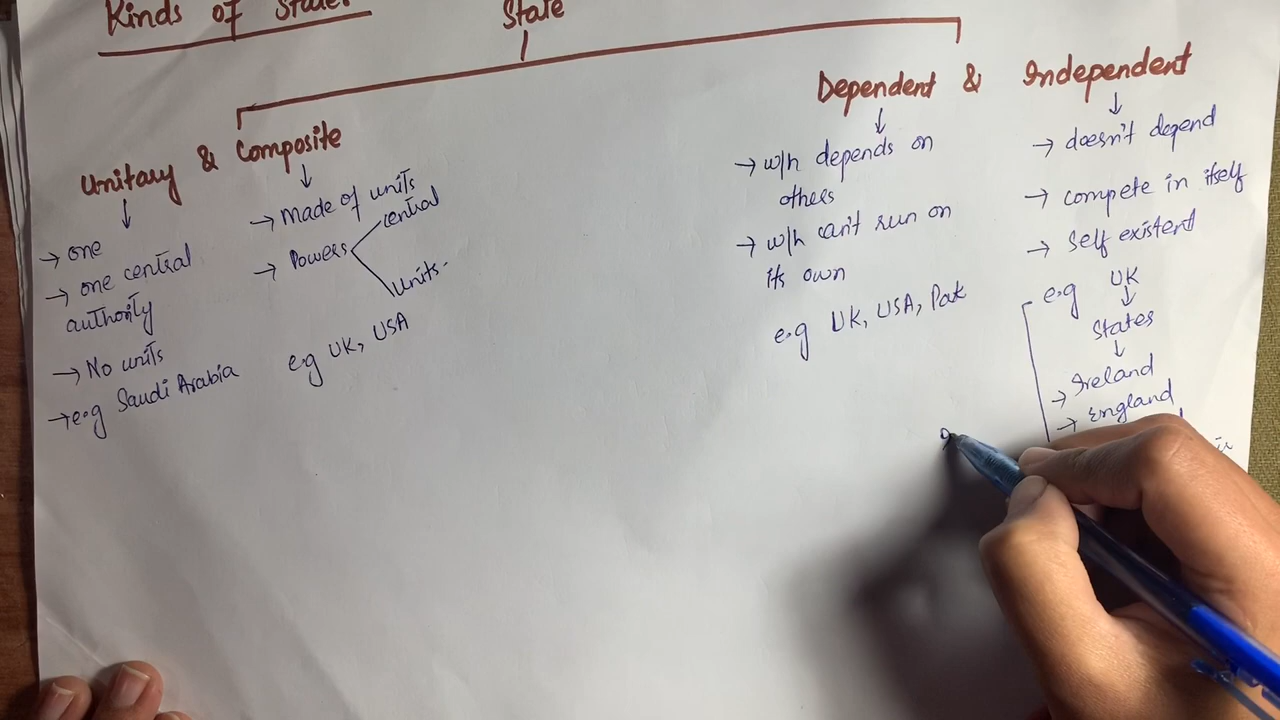 Kinds of States
State
Unitary & Composite
→ one
→ one central
authority
→ No units
→ e.g Saudi Arabia
→ Made of units
→ Powers
central
Units.
e.g UK, USA
Dependent & Independent
→ w/h depends on
others
→ w/h can't run on
its own
e.g UK, USA, Pak
→ doesn't depend
→ compete in itself
→ Self existent
e.g UK
States
→ Ireland
→ England